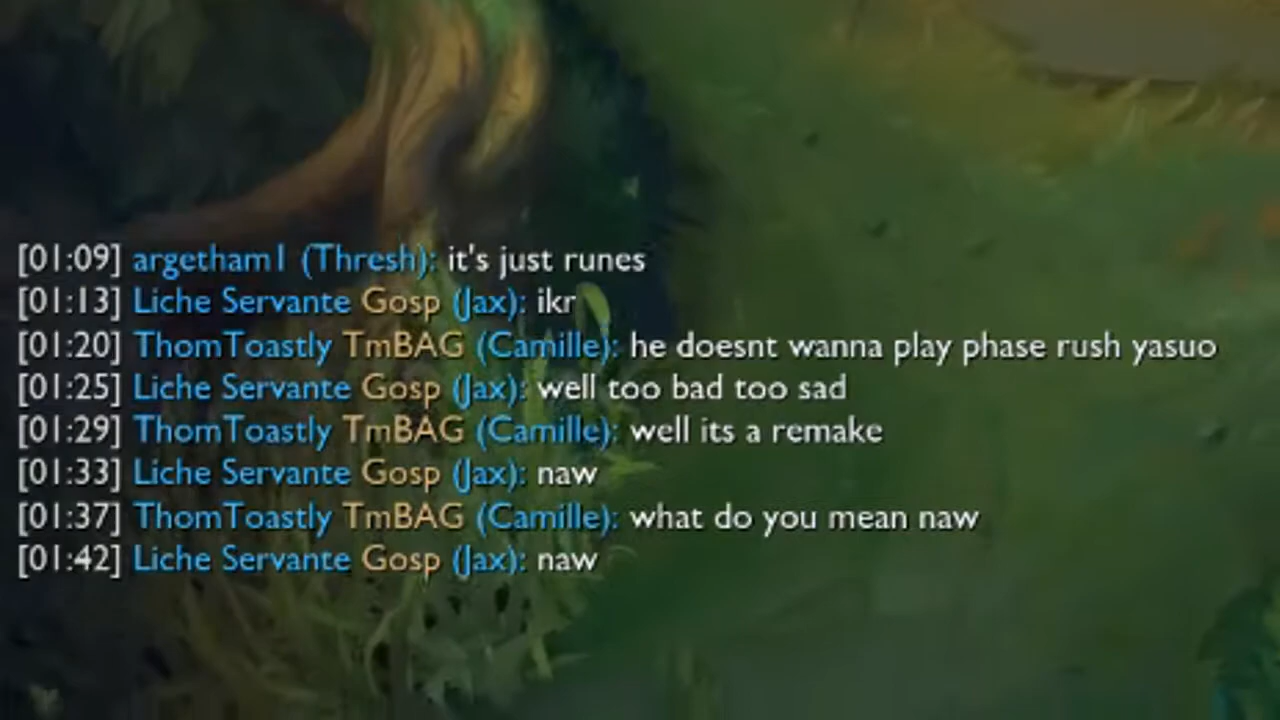 [01:09] argetham1 (Thresh): it's just runes
[01:13] Liche Servante Gosp (Jax): ikr
[01:20] ThomToastly TmBAG (Camille): he doesnt wanna play phase rush yasuo
[01:25] Liche Servante Gosp (Jax): well too bad too sad
[01:29] ThomToastly TmBAG (Camille): well its a remake
[01:33] Liche Servante Gosp (Jax): naw
[01:37] ThomToastly TmBAG (Camille): what do you mean naw
[01:42] Liche Servante Gosp (Jax): naw